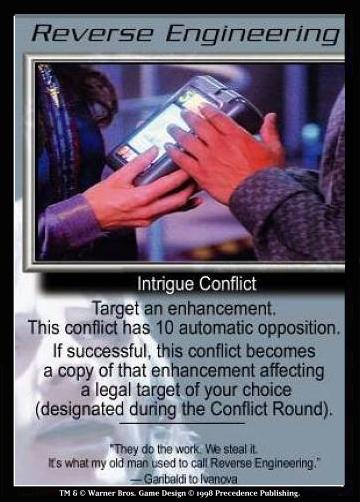 Reverse Engineering
Intrigue Conflict
Target an enhancement.
This conflict has 10 automatic opposition.
If successful, this conflict becomes
a copy of that enhancement affecting
a legal target of your choice
(designated during the Conflict Round).
"They do the work. We steal it.
It's what my old man used to call Reverse Engineering."
— Garibaldi to Ivanova
TM & © Warner Bros. Game Design © 1998 Precedence Publishing.